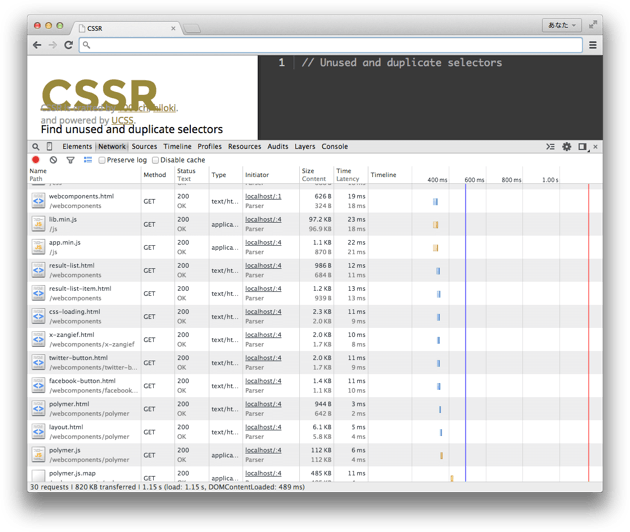 CSSR
あなた
CSSR
1 // Unused and duplicate selectors
and powered by UCSS.
Find unused and duplicate selectors
Elements Network Sources Timeline Profiles Resources Audits Layers Console
Preserve log Disable cache
Name Path Method Status Text Type Initiator Size Content Time Latency Timeline 400 ms 600 ms 800 ms 1.00 s
webcomponents.html /webcomponents GET 200 OK text/ht... localhost/:1 Parser 626 B 324 B 19 ms 18 ms
lib.min.js /js GET 200 OK applica... localhost/:4 Parser 97.2 KB 96.9 KB 23 ms 18 ms
app.min.js /js GET 200 OK applica... localhost/:4 Parser 1.1 KB 870 B 22 ms 21 ms
result-list.html /webcomponents GET 200 OK text/ht... localhost/:4 Parser 986 B 684 B 12 ms 11 ms
result-list-item.html /webcomponents GET 200 OK text/ht... localhost/:4 Parser 1.2 KB 939 B 13 ms 13 ms
css-loading.html /webcomponents GET 200 OK text/ht... localhost/:4 Parser 2.3 KB 2.0 KB 11 ms 9 ms
x-zangief.html /webcomponents/x-zangief GET 200 OK text/ht... localhost/:4 Parser 2.0 KB 1.7 KB 10 ms 8 ms
twitter-button.html /webcomponents/twitter-b... GET 200 OK text/ht... localhost/:4 Parser 2.0 KB 1.7 KB 11 ms 9 ms
facebook-button.html /webcomponents/facebook... GET 200 OK text/ht... localhost/:4 Parser 1.4 KB 1.1 KB 11 ms 10 ms
polymer.html /webcomponents/polymer GET 200 OK text/ht... localhost/:4 Parser 944 B 642 B 3 ms 2 ms
layout.html /webcomponents/polymer GET 200 OK text/ht... localhost/:4 Parser 6.1 KB 5.8 KB 5 ms 4 ms
polymer.js /webcomponents/polymer GET 200 OK applica... localhost/:4 Parser 112 KB 112 KB 6 ms 4 ms
polymer.js.map GET 200 localhost/:4 485 KB 11 ms
30 requests | 820 KB transferred | 1.15 s (load: 1.15 s, DOMContentLoaded: 489 ms)